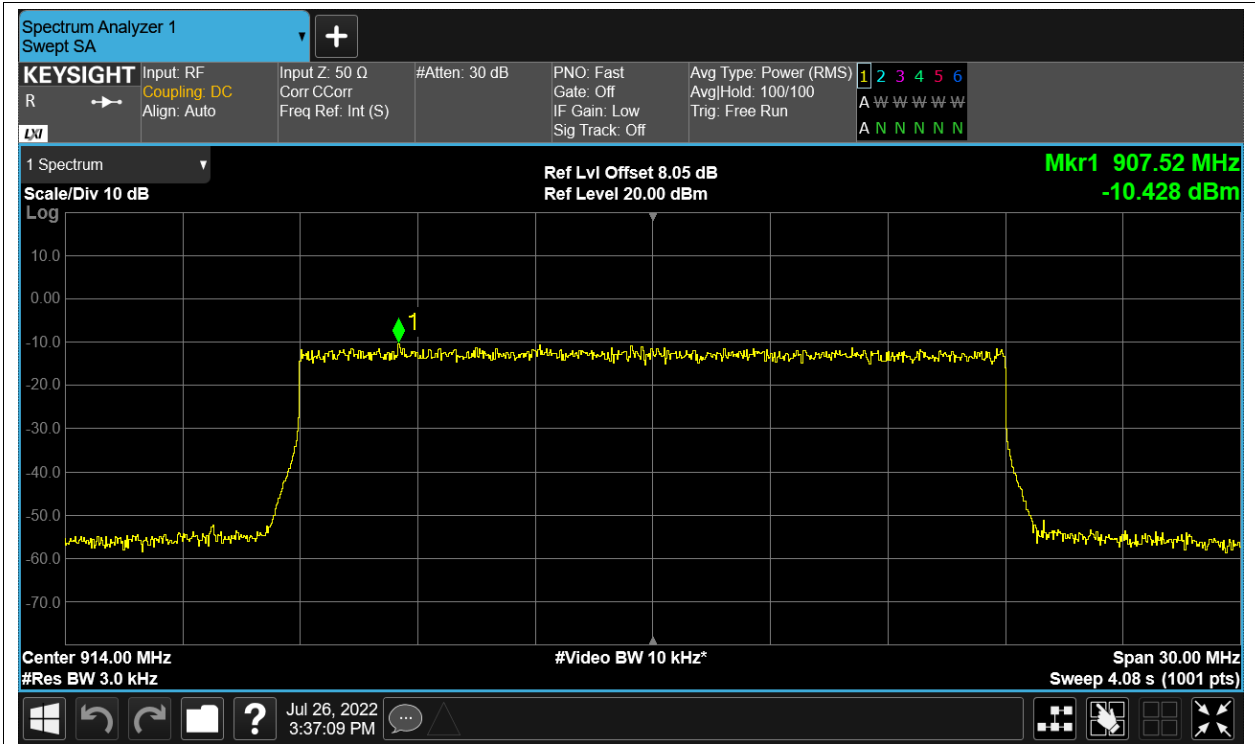 Spectrum Analyzer 1
Swept SA
KEYSIGHT
R
LXI
Input: RF
Coupling: DC
Align: Auto
Input Z: 50 Ω
Corr CCorr
Freq Ref: Int (S)
#Atten: 30 dB
PNO: Fast
Gate: Off
IF Gain: Low
Sig Track: Off
Avg Type: Power (RMS)
Avg|Hold: 100/100
Trig: Free Run
1 2 3 4 5 6
A W W W W W
A N N N N N
1 Spectrum
Scale/Div 10 dB
Log
Ref Lvl Offset 8.05 dB
Ref Level 20.00 dBm
Mkr1 907.52 MHz
-10.428 dBm
10.0
0.00
-10.0
-20.0
-30.0
-40.0
-50.0
-60.0
-70.0
1
Center 914.00 MHz
#Res BW 3.0 kHz
#Video BW 10 kHz*
Span 30.00 MHz
Sweep 4.08 s (1001 pts)
?
Jul 26, 2022
3:37:09 PM